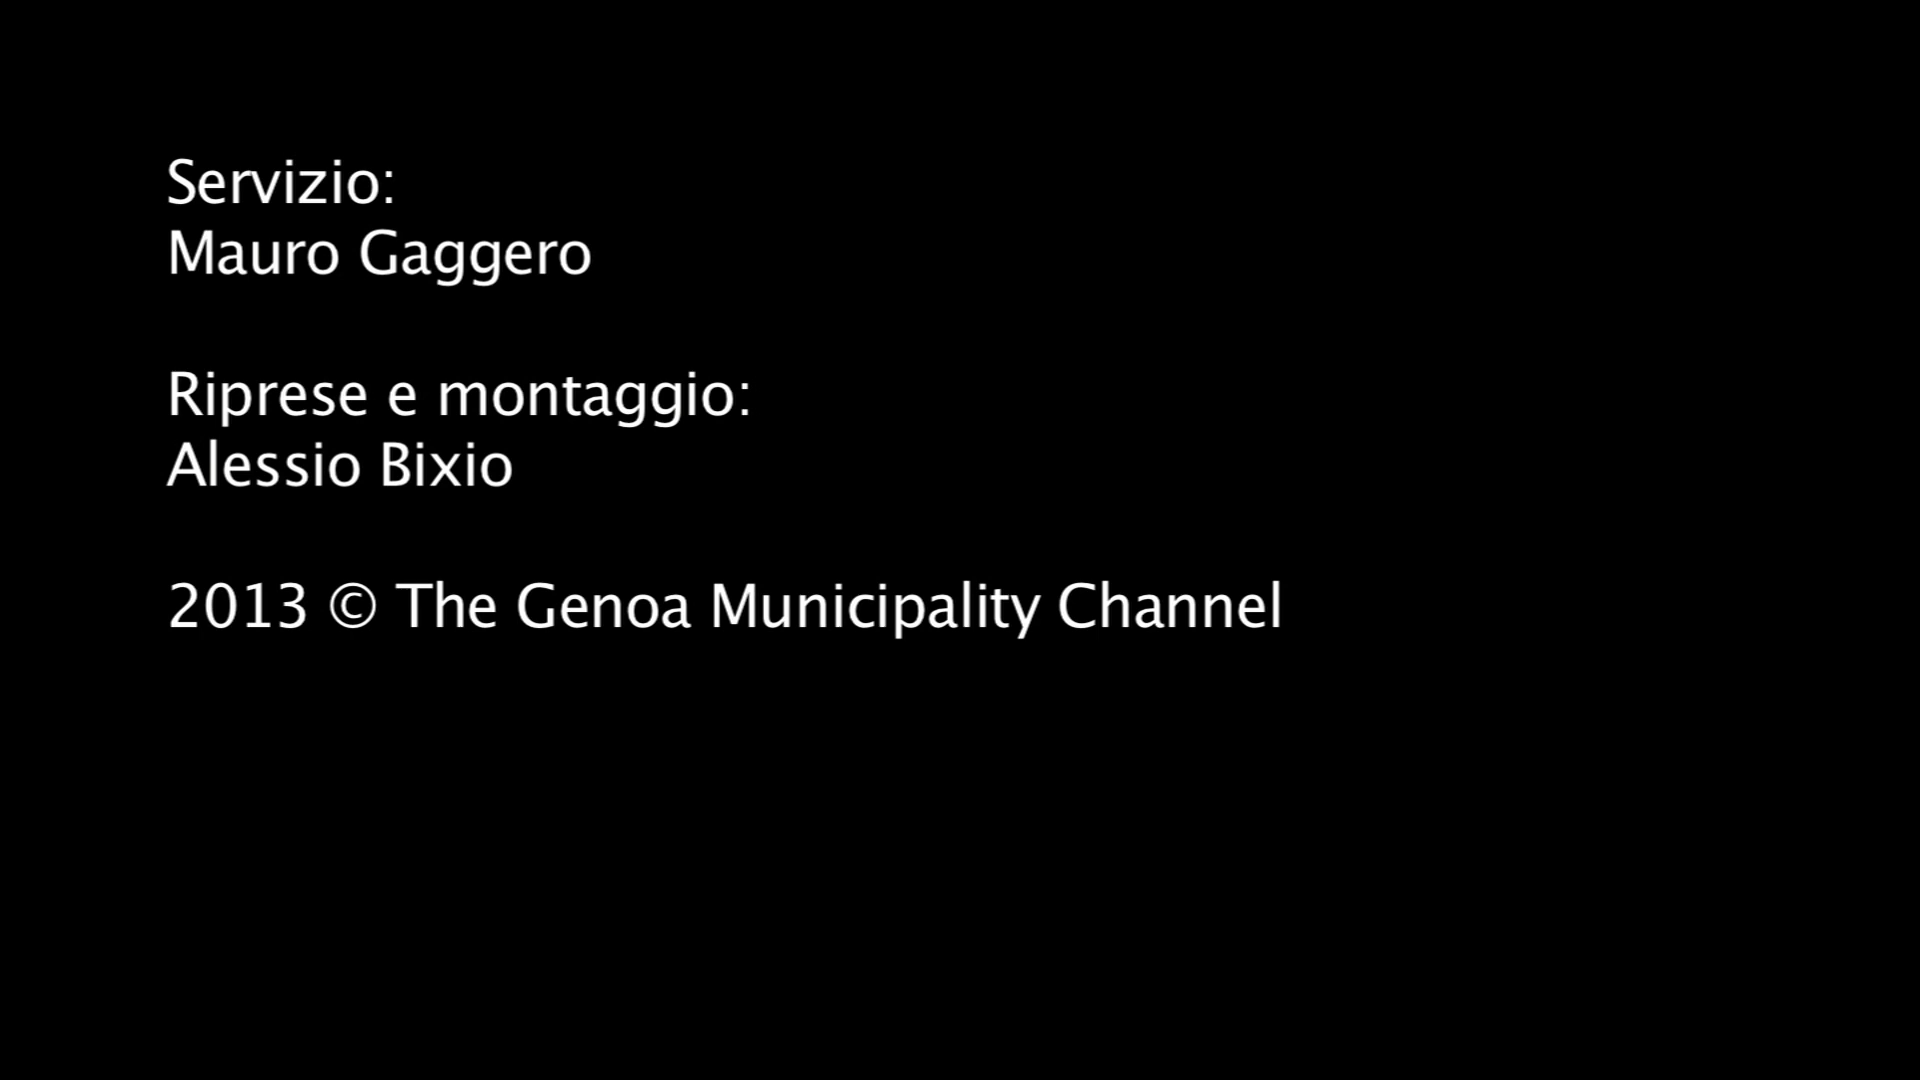 Servizio:
Mauro Gaggero
Riprese e montaggio:
Alessio Bixio
2013 © The Genoa Municipality Channel